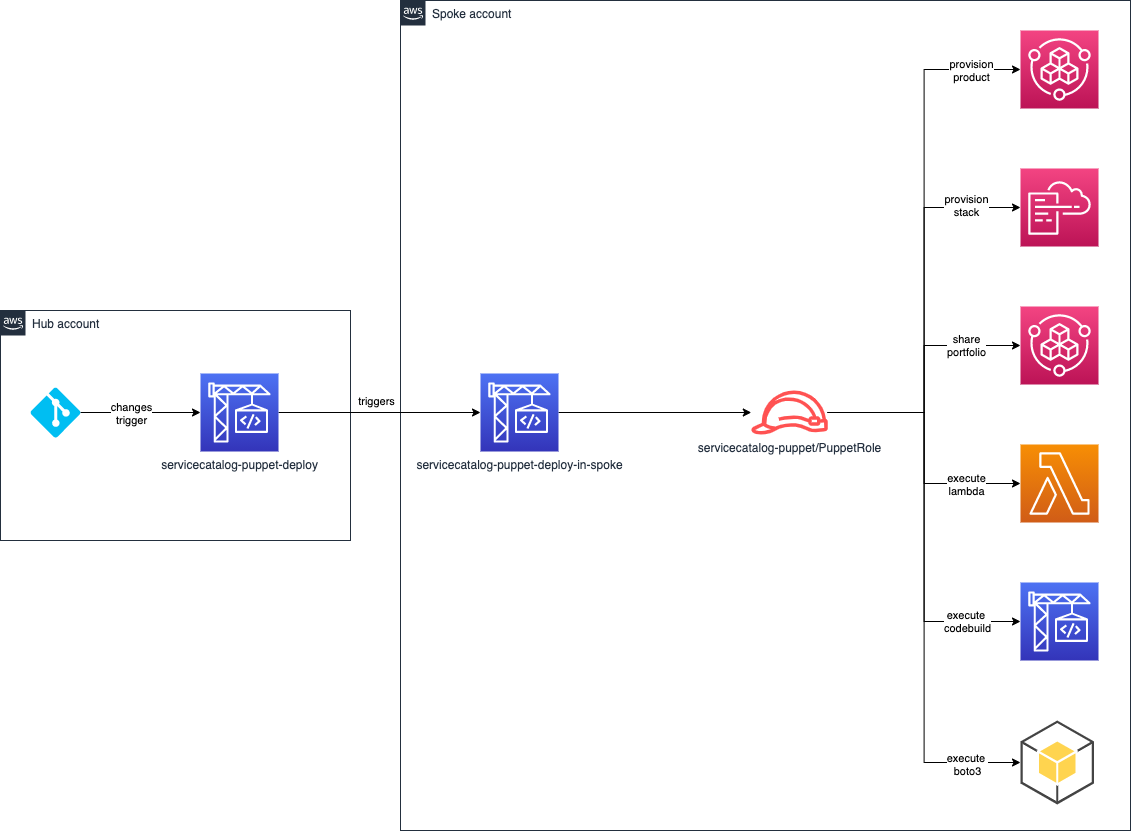 aws
Spoke account
provision
product
provision
stack
aws
Hub account
share
portfolio
changes
trigger
triggers
servicecatalog-puppet-deploy
servicecatalog-puppet-deploy-in-spoke
servicecatalog-puppet/PuppetRole
execute
lambda
execute
codebuild
execute
boto3